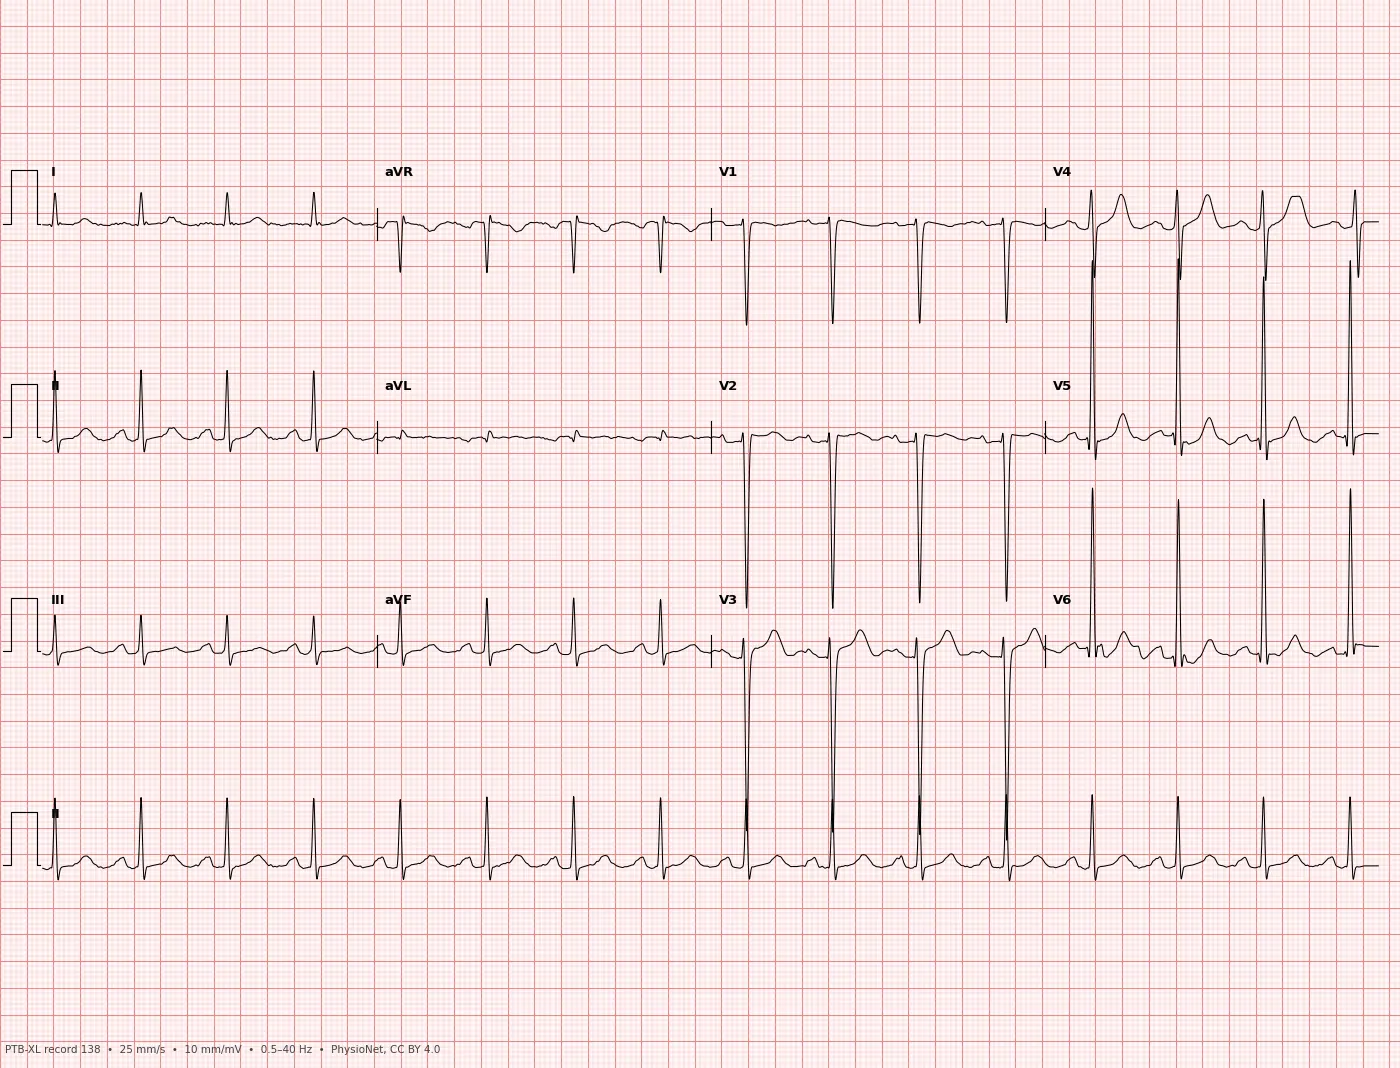 I aVR V1 V4
II aVL V2 V5
III aVF V3 V6
II
PTB-XL record 138 • 25 mm/s • 10 mm/mV • 0.5–40 Hz • PhysioNet, CC BY 4.0